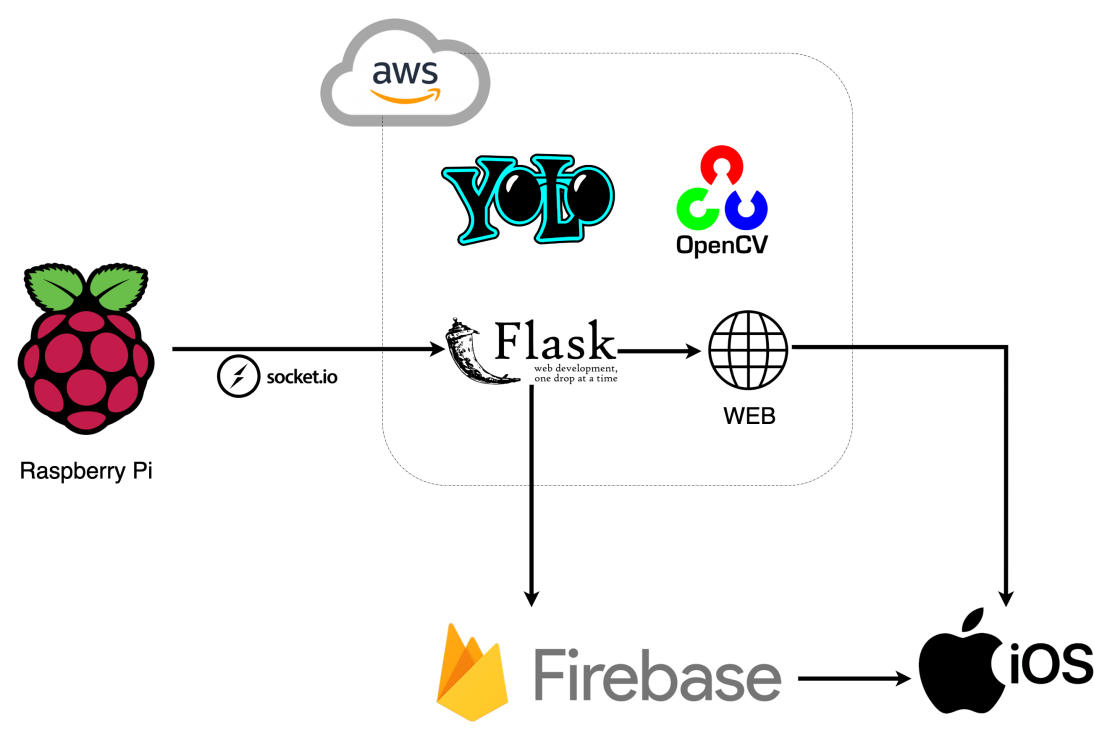 aws
YOLO
OpenCV
Flask
web development,
one drop at a time
socket.io
WEB
Raspberry Pi
Firebase
iOS